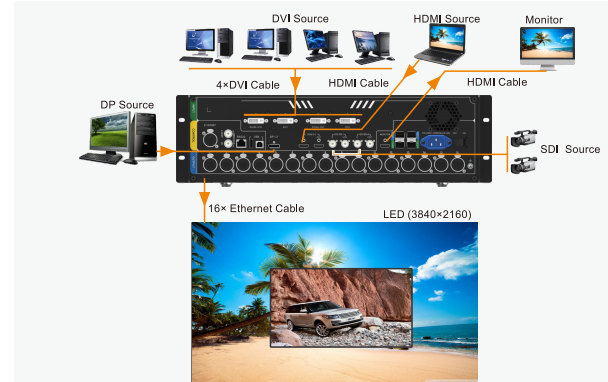 DVI Source
HDMI Source
Monitor
4×DVI Cable
HDMI Cable
HDMI Cable
DP Source
SDI Source
16× Ethernet Cable
LED (3840×2160)